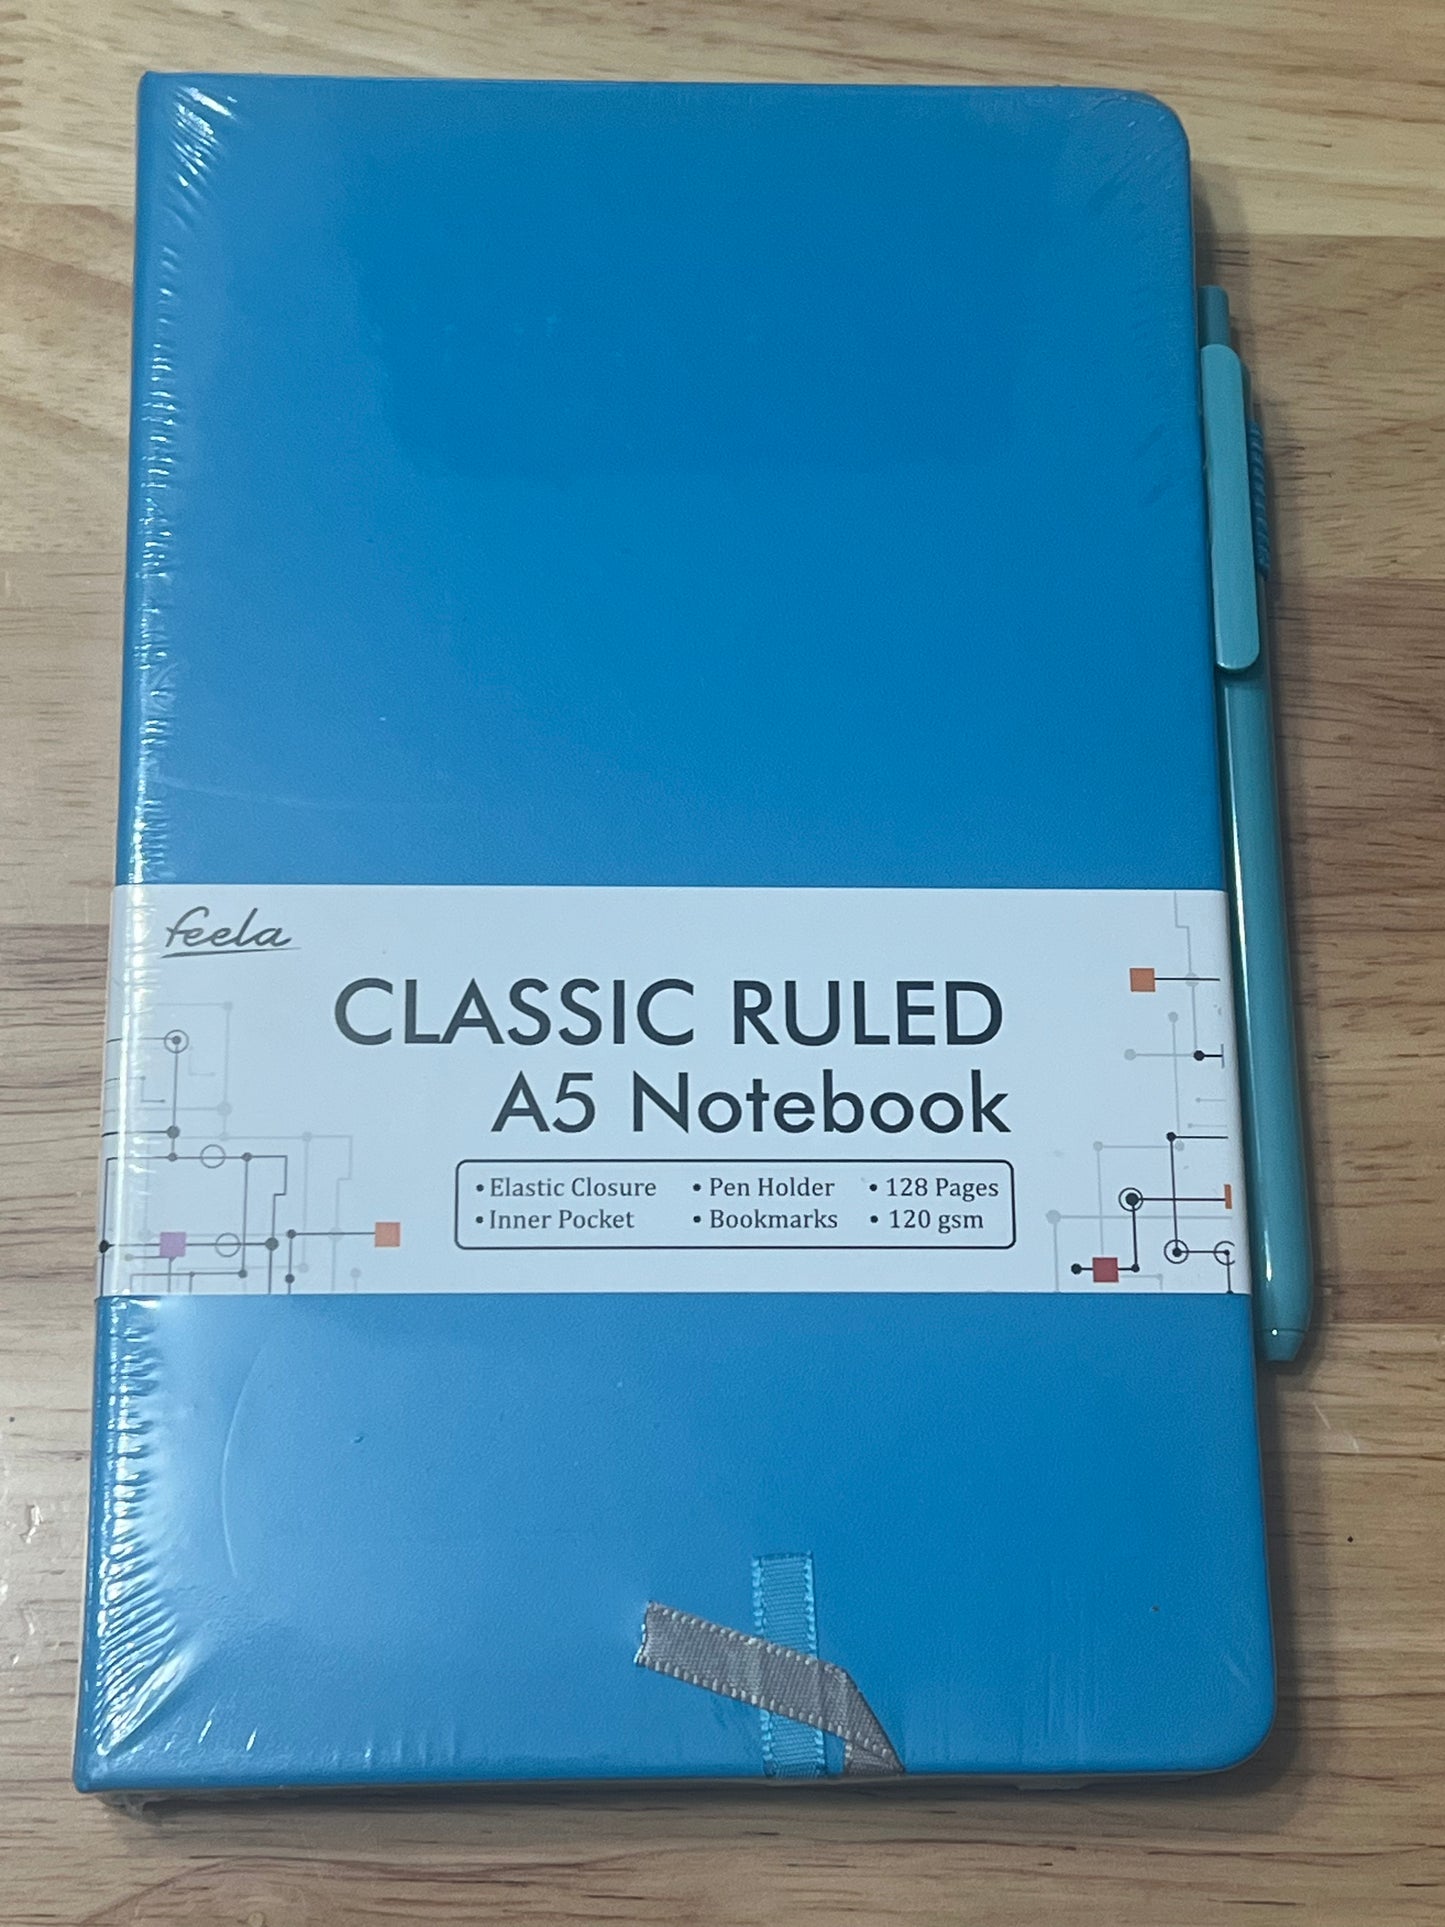 feela
CLASSIC RULED
A5 Notebook
• Elastic Closure • Pen Holder • 128 Pages
• Inner Pocket • Bookmarks • 120 gsm